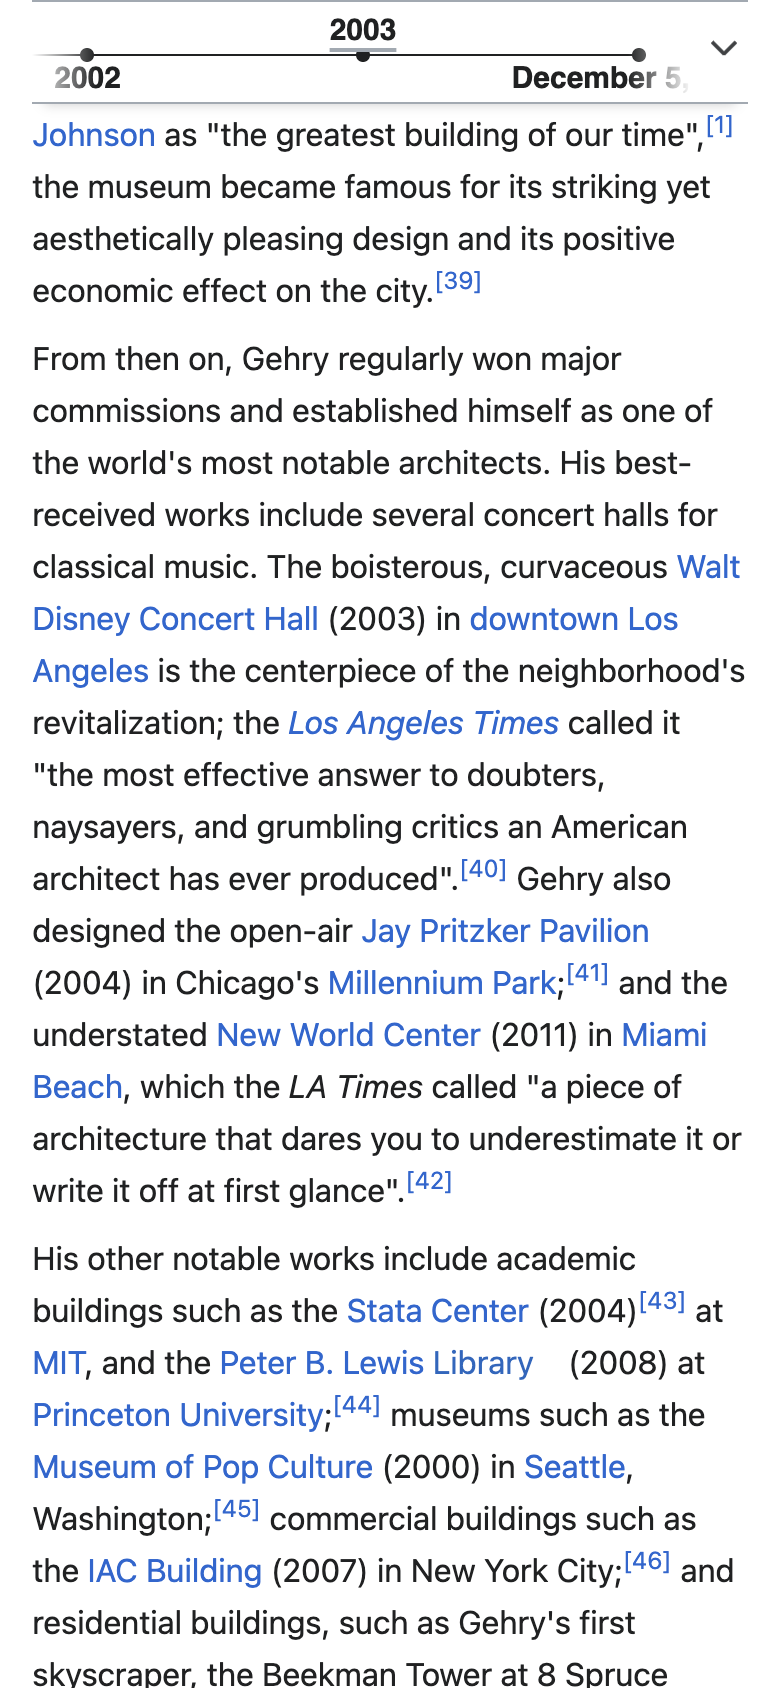 2003
2002
December 5,
Johnson as "the greatest building of our time",[1]
the museum became famous for its striking yet
aesthetically pleasing design and its positive
economic effect on the city.[39]
From then on, Gehry regularly won major
commissions and established himself as one of
the world's most notable architects. His best-
received works include several concert halls for
classical music. The boisterous, curvaceous Walt
Disney Concert Hall (2003) in downtown Los
Angeles is the centerpiece of the neighborhood's
revitalization; the Los Angeles Times called it
"the most effective answer to doubters,
naysayers, and grumbling critics an American
architect has ever produced".[40] Gehry also
designed the open-air Jay Pritzker Pavilion
(2004) in Chicago's Millennium Park;[41] and the
understated New World Center (2011) in Miami
Beach, which the LA Times called "a piece of
architecture that dares you to underestimate it or
write it off at first glance".[42]
His other notable works include academic
buildings such as the Stata Center (2004)[43] at
MIT, and the Peter B. Lewis Library (2008) at
Princeton University;[44] museums such as the
Museum of Pop Culture (2000) in Seattle,
Washington;[45] commercial buildings such as
the IAC Building (2007) in New York City;[46] and
residential buildings, such as Gehry's first
skyscraper, the Beekman Tower at 8 Spruce